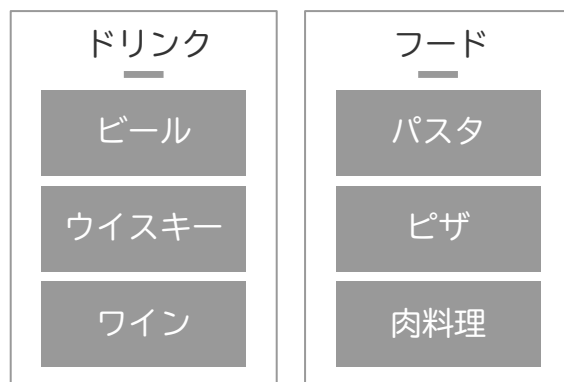 ドリンク
ビール
ウイスキー
ワイン
フード
パスタ
ピザ
肉料理